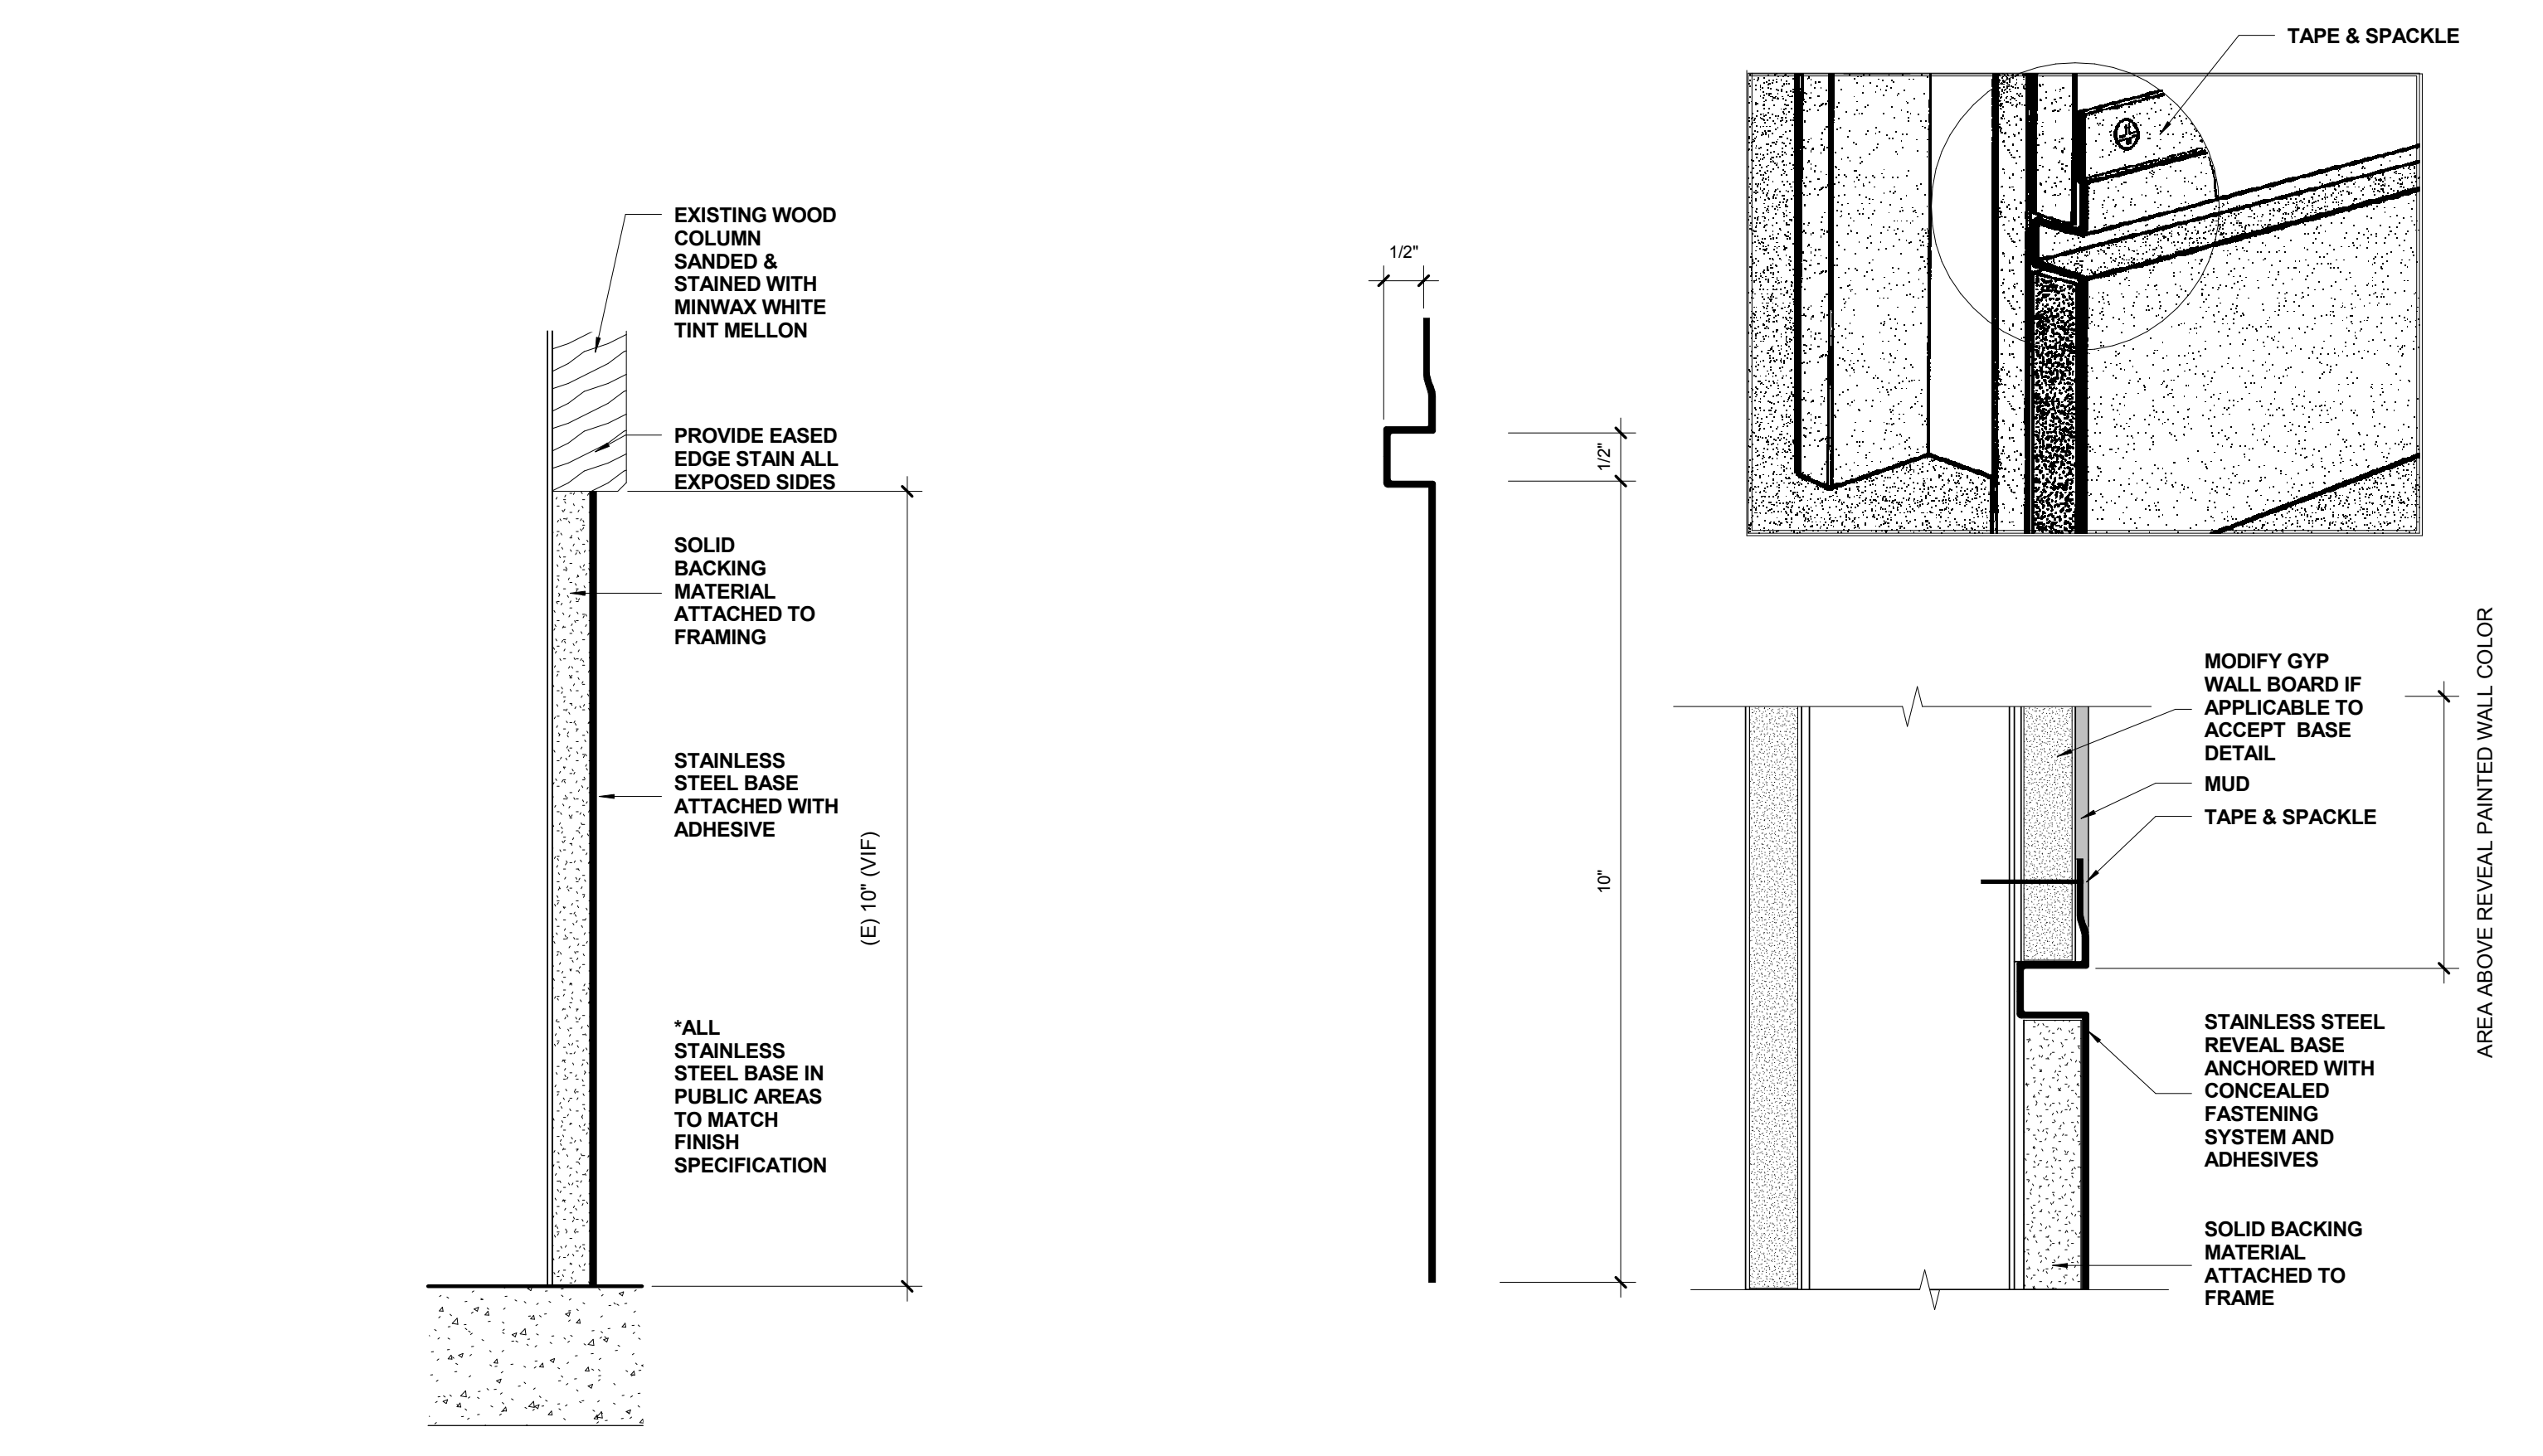 TAPE & SPACKLE
EXISTING WOOD
COLUMN
SANDED &
STAINED WITH
MINWAX WHITE
TINT MELLON
PROVIDE EASED
EDGE STAIN ALL
EXPOSED SIDES
SOLID
BACKING
MATERIAL
ATTACHED TO
FRAMING
STAINLESS
STEEL BASE
ATTACHED WITH
ADHESIVE
*ALL
STAINLESS
STEEL BASE IN
PUBLIC AREAS
TO MATCH
FINISH
SPECIFICATION
(E) 10" (VIF)
1/2"
1/2"
10"
MODIFY GYP
WALL BOARD IF
APPLICABLE TO
ACCEPT BASE
DETAIL
MUD
TAPE & SPACKLE
STAINLESS STEEL
REVEAL BASE
ANCHORED WITH
CONCEALED
FASTENING
SYSTEM AND
ADHESIVES
SOLID BACKING
MATERIAL
ATTACHED TO
FRAME
AREA ABOVE REVEAL PAINTED WALL COLOR